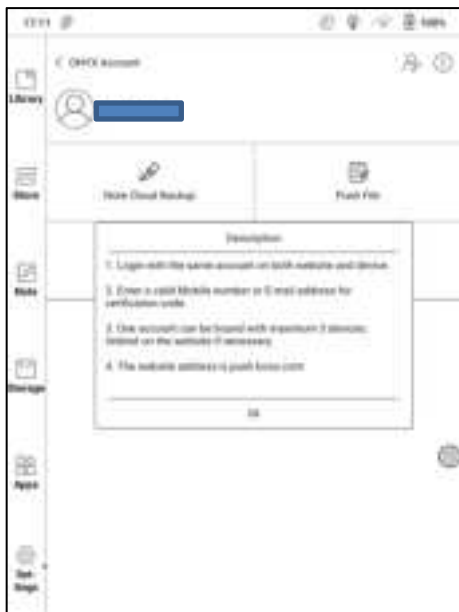 100%
ONYX Account
Library
Note Cloud Backup
Push File
Store
Description
1. Login with the same account on both website and device.
2. Enter a valid Mobile number or E-mail address for
verification code.
3. One account can be bound with maximum 3 devices.
Unbind on the website if necessary.
4. The website address is push.boox.com
OK
Note
Storage
Apps
Set-
tings